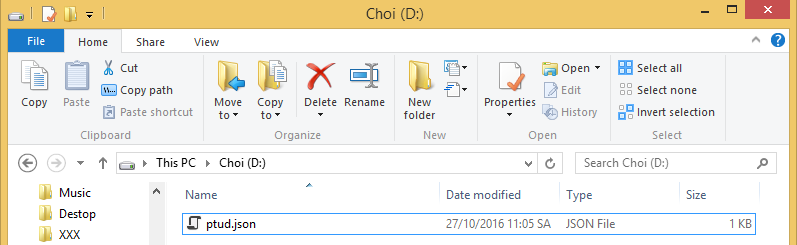 Choi (D:)
File Home Share View
Copy Paste Cut Copy path Paste shortcut Move to Copy to Delete Rename New folder Properties Open Edit History Select all Select none Invert selection
Clipboard Organize New Open Select
This PC Choi (D:) Search Choi (D:)
Music Name Date modified Type Size
Destop ptud.json 27/10/2016 11:05 SA JSON File 1 KB
XXX